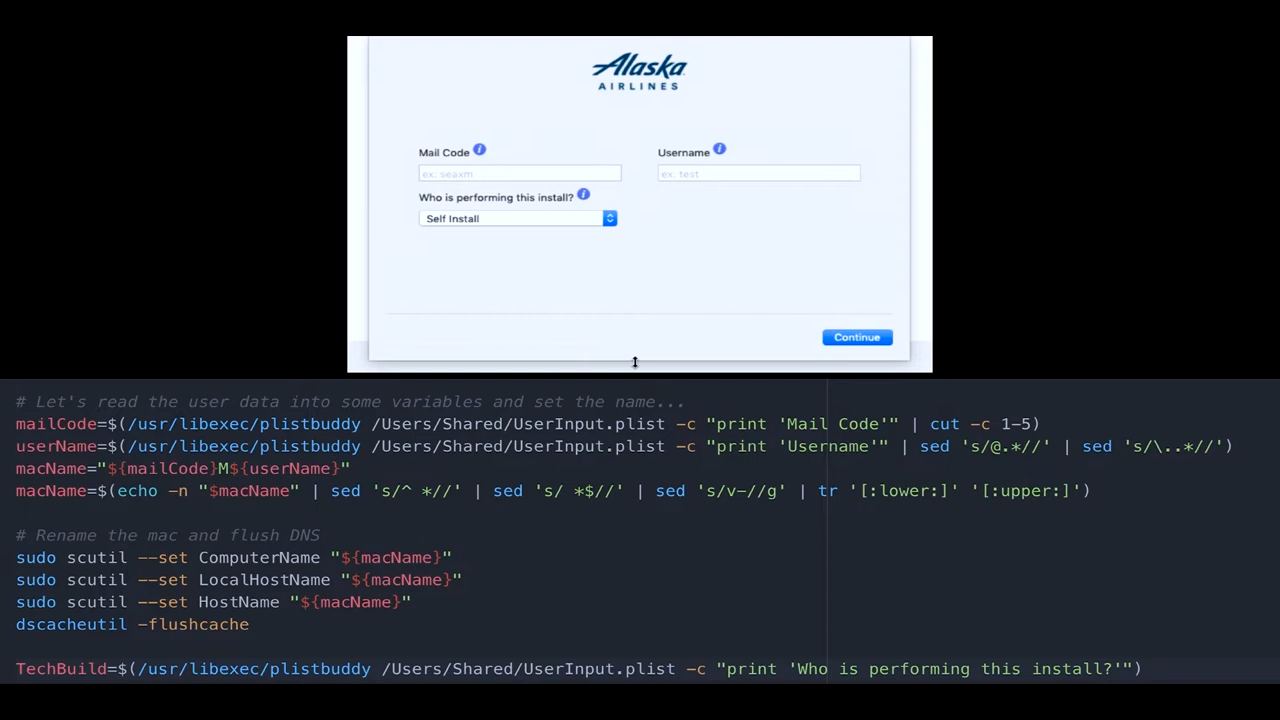 Alaska
AIRLINES
Mail Code
Username
ex: seaxm
ex: test
Who is performing this install?
Self Install
Continue
# Let's read the user data into some variables and set the name...
mailCode=$(/usr/libexec/plistbuddy /Users/Shared/UserInput.plist -c "print 'Mail Code'" | cut -c 1-5)
userName=$(/usr/libexec/plistbuddy /Users/Shared/UserInput.plist -c "print 'Username'" | sed 's/@.*//' | sed 's/\..*//')
macName="${mailCode}M${userName}"
macName=$(echo -n "$macName" | sed 's/^ *//' | sed 's/ *$//' | sed 's/v-//g' | tr '[:lower:]' '[:upper:]')
# Rename the mac and flush DNS
sudo scutil --set ComputerName "${macName}"
sudo scutil --set LocalHostName "${macName}"
sudo scutil --set HostName "${macName}"
dscacheutil -flushcache
TechBuild=$(/usr/libexec/plistbuddy /Users/Shared/UserInput.plist -c "print 'Who is performing this install?'")